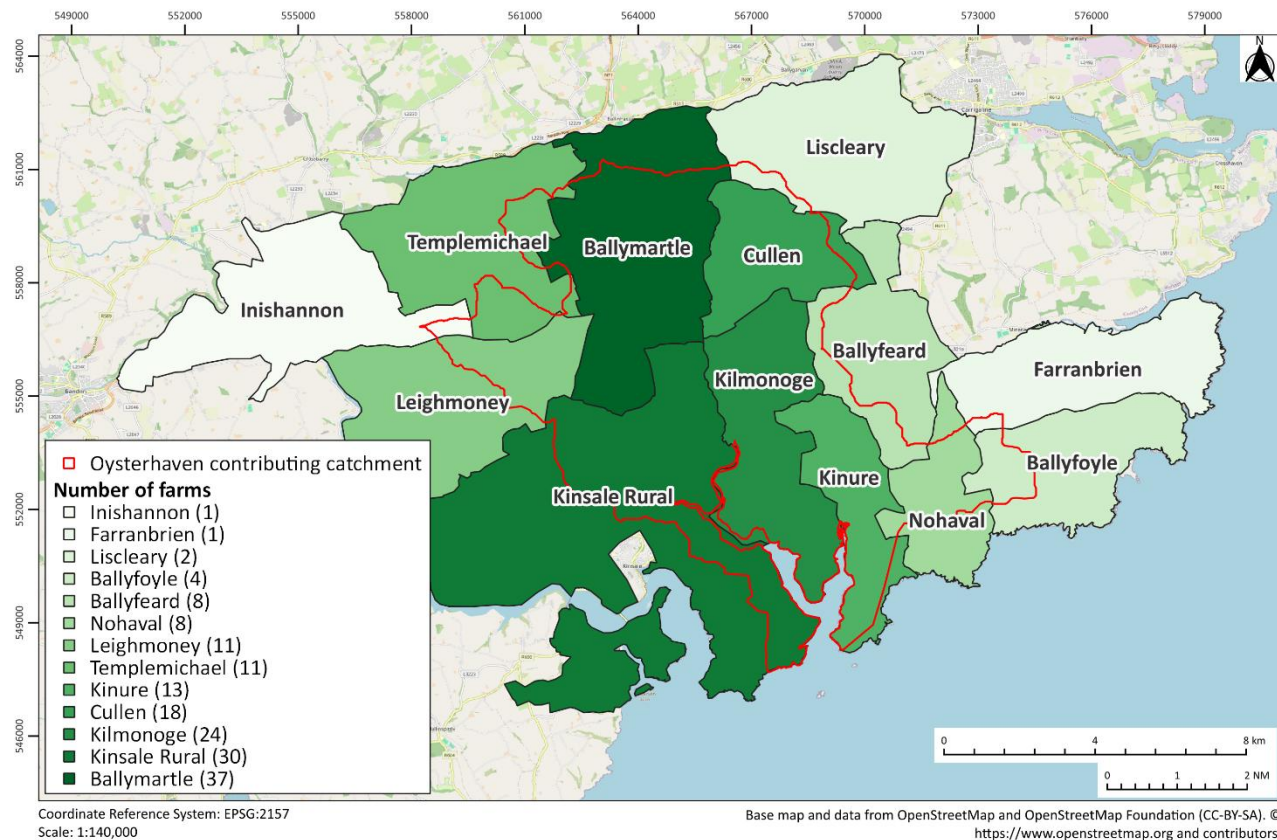 549000 552000 555000 558000 561000 564000 567000 570000 573000 576000 579000
564000
561000
558000
555000
552000
549000
546000
N
Liscleary
Templemichael
Ballymartle
Cullen
Inishannon
Ballyfeard
Farranbrien
Kilmonoge
Leighmoney
Ballyfoyle
Kinure
Kinsale Rural
Nohaval
Oysterhaven contributing catchment
Number of farms
Inishannon (1)
Farranbrien (1)
Liscleary (2)
Ballyfoyle (4)
Ballyfeard (8)
Nohaval (8)
Leighmoney (11)
Templemichael (11)
Kinure (13)
Cullen (18)
Kilmonoge (24)
Kinsale Rural (30)
Ballymartle (37)
0 4 8 km
0 1 2 NM
Coordinate Reference System: EPSG:2157
Scale: 1:140,000
Base map and data from OpenStreetMap and OpenStreetMap Foundation (CC-BY-SA). ©
https://www.openstreetmap.org and contributors